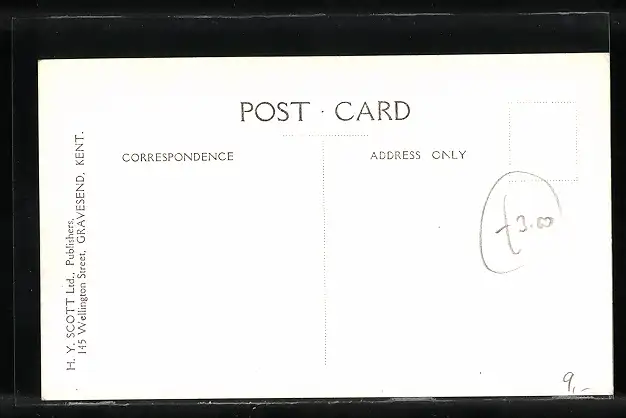 POST · CARD
CORRESPONDENCE
ADDRESS ONLY
H. Y. SCOTT Ltd., Publishers,
145 Wellington Street, GRAVESEND, KENT.
£3.00
9,-